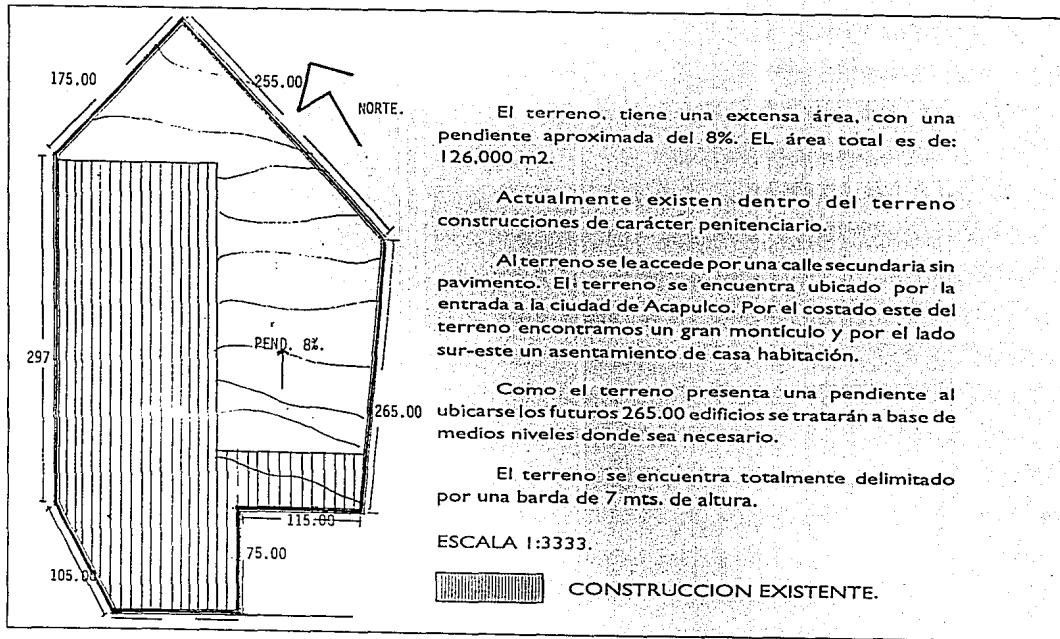 175.00
255.00
NORTE.
297
PEND. 8%.
265.00
115.00
75.00
105.00
El terreno, tiene una extensa área, con una
pendiente aproximada del 8%. EL área total es de:
126,000 m2.
Actualmente existen dentro del terreno
construcciones de carácter penitenciario.
Al terreno se le accede por una calle secundaria sin
pavimento. El terreno se encuentra ubicado por la
entrada a la ciudad de Acapulco. Por el costado este del
terreno encontramos un gran montículo y por el lado
sur-este un asentamiento de casa habitación.
Como el terreno presenta una pendiente al
ubicarse los futuros 265.00 edificios se tratarán a base de
medios niveles donde sea necesario.
El terreno se encuentra totalmente delimitado
por una barda de 7 mts. de altura.
ESCALA 1:3333.
CONSTRUCCION EXISTENTE.